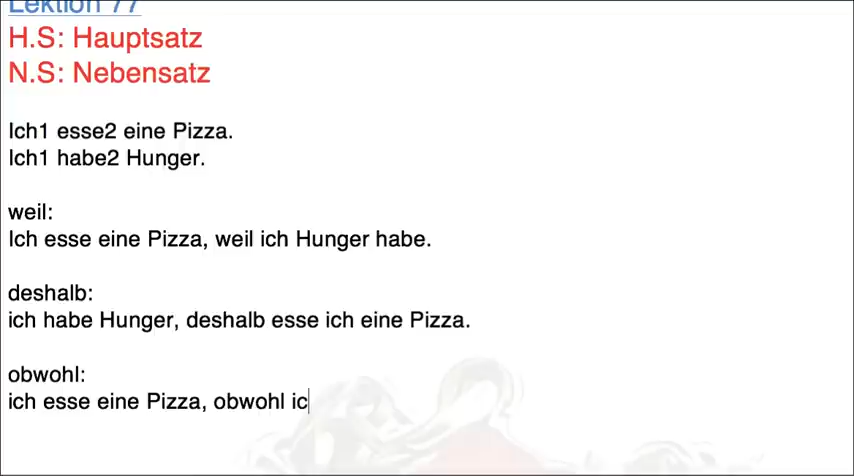 Lektion 77
H.S: Hauptsatz
N.S: Nebensatz
Ich1 esse2 eine Pizza.
Ich1 habe2 Hunger.
weil:
Ich esse eine Pizza, weil ich Hunger habe.
deshalb:
ich habe Hunger, deshalb esse ich eine Pizza.
obwohl:
ich esse eine Pizza, obwohl ic